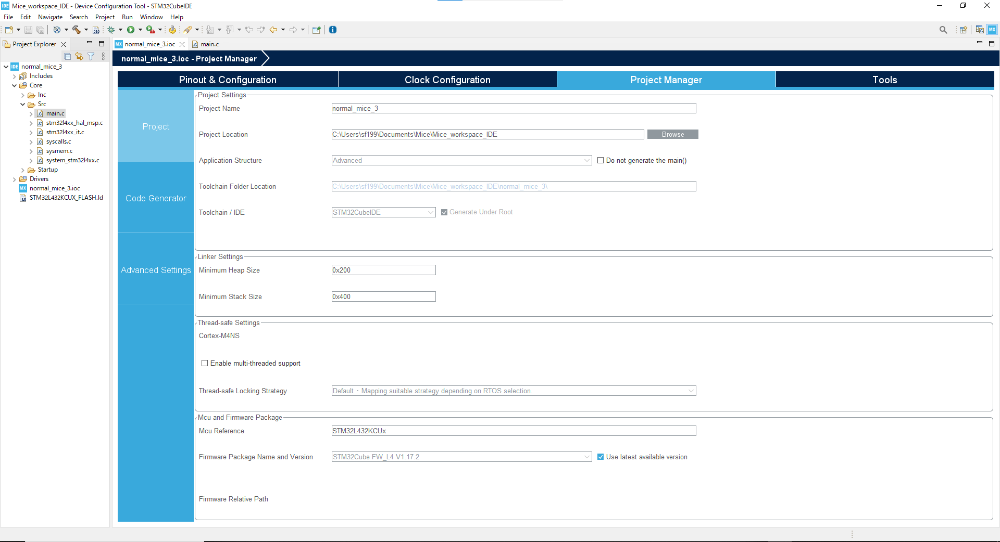 IDE Mice_workspace_IDE - Device Configuration Tool - STM32CubeIDE
File Edit Navigate Search Project Run Window Help
010
MX
Project Explorer
MX normal_mice_3.ioc
.c main.c
normal_mice_3.ioc - Project Manager
IDE normal_mice_3
Includes
Core
Inc
Src
.c main.c
.c stm32l4xx_hal_msp.c
.c stm32l4xx_it.c
.c syscalls.c
.c sysmem.c
.c system_stm32l4xx.c
Startup
Drivers
MX normal_mice_3.ioc
LD STM32L432KCUX_FLASH.ld
Pinout & Configuration
Clock Configuration
Project Manager
Tools
Project
Code Generator
Advanced Settings
Project Settings
Project Name
normal_mice_3
Project Location
C:\Users\sf199\Documents\Mice\Mice_workspace_IDE
Browse
Application Structure
Advanced
Do not generate the main()
Toolchain Folder Location
C:\Users\sf199\Documents\Mice\Mice_workspace_IDE\normal_mice_3\
Toolchain / IDE
STM32CubeIDE
Generate Under Root
Linker Settings
Minimum Heap Size
0x200
Minimum Stack Size
0x400
Thread-safe Settings
Cortex-M4NS
Enable multi-threaded support
Thread-safe Locking Strategy
Default - Mapping suitable strategy depending on RTOS selection.
Mcu and Firmware Package
Mcu Reference
STM32L432KCUx
Firmware Package Name and Version
STM32Cube FW_L4 V1.17.2
Use latest available version
Firmware Relative Path